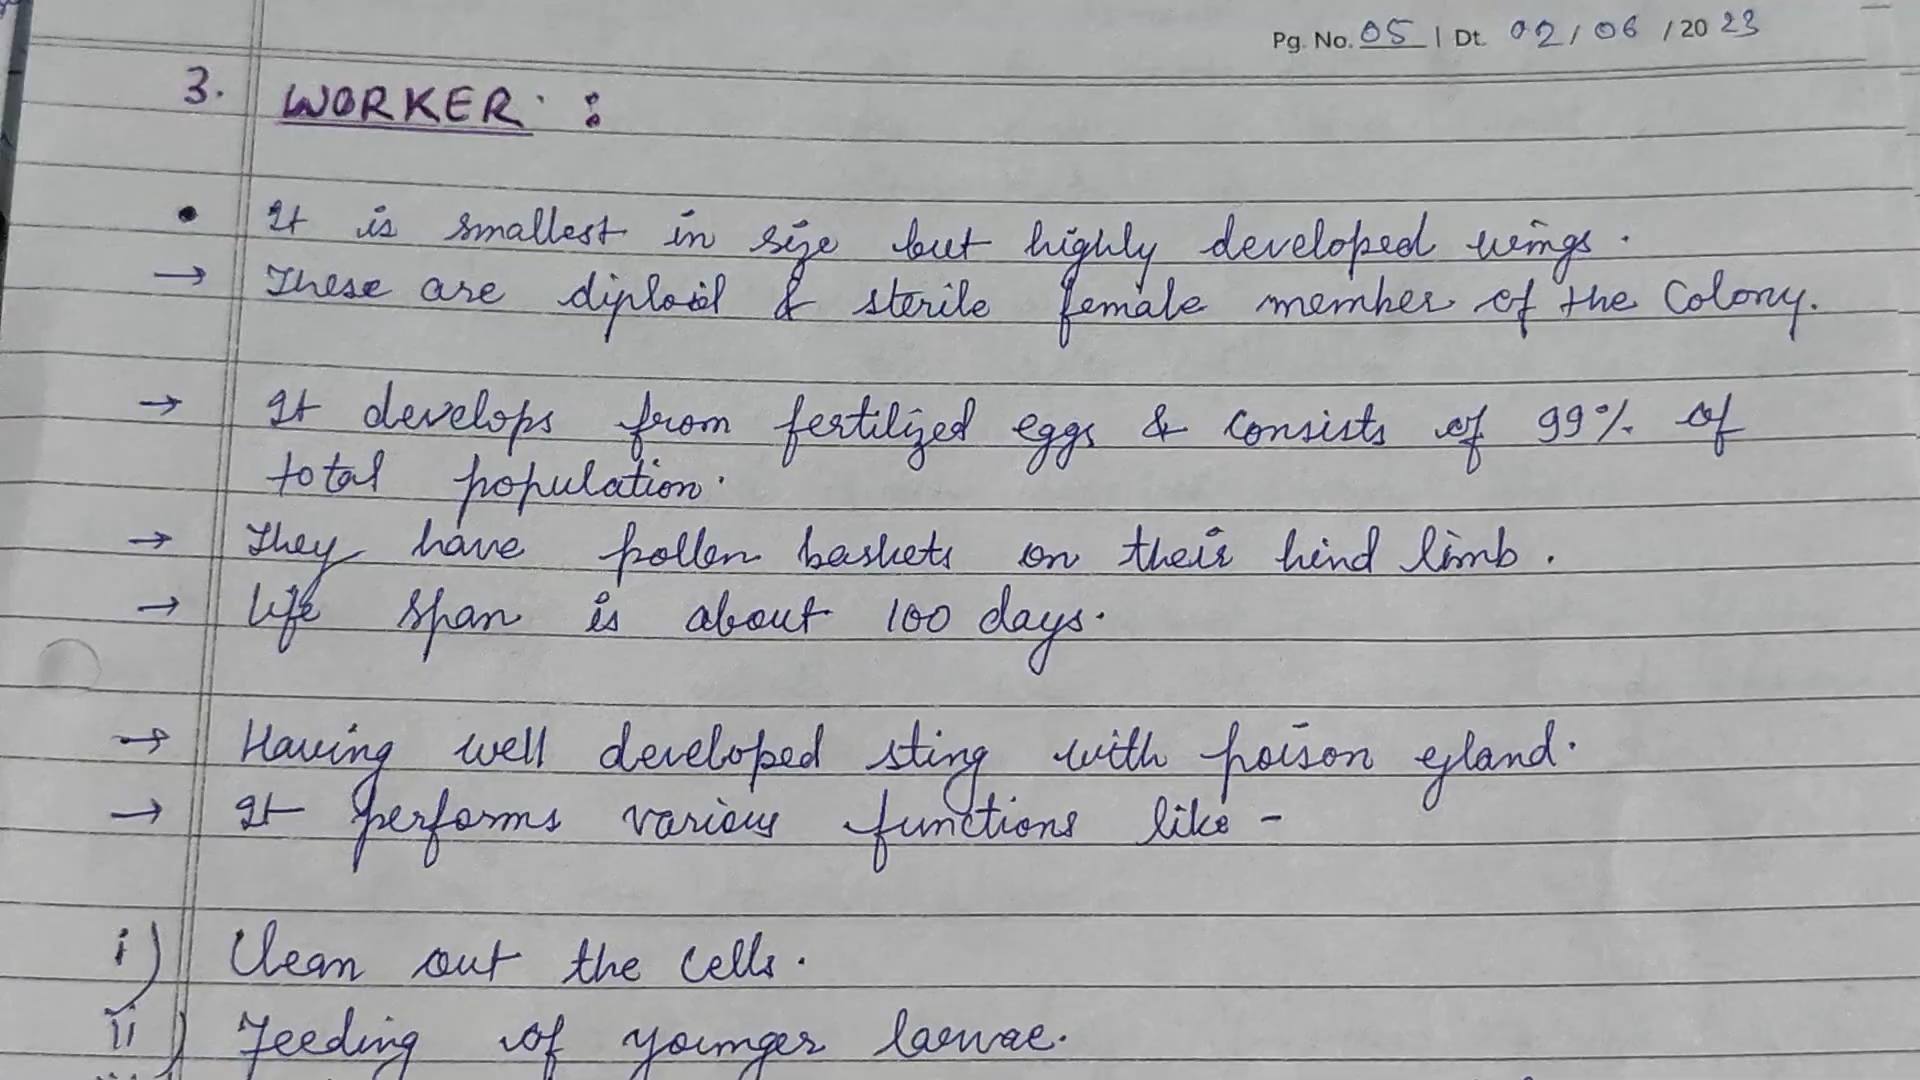 Pg. No. 05 | Dt. 02 / 06 / 20 23
3. WORKER :
• It is smallest in size but highly developed wings.
→ These are diploid & sterile female member of the Colony.
→ It develops from fertilized eggs & consists of 99% of
total population.
→ They have pollen baskets on their hind limb.
→ life span is about 100 days.
→ Having well developed sting with poison gland.
→ It performs various functions like -
i) Clean out the cells.
ii) Feeding of younger larvae.